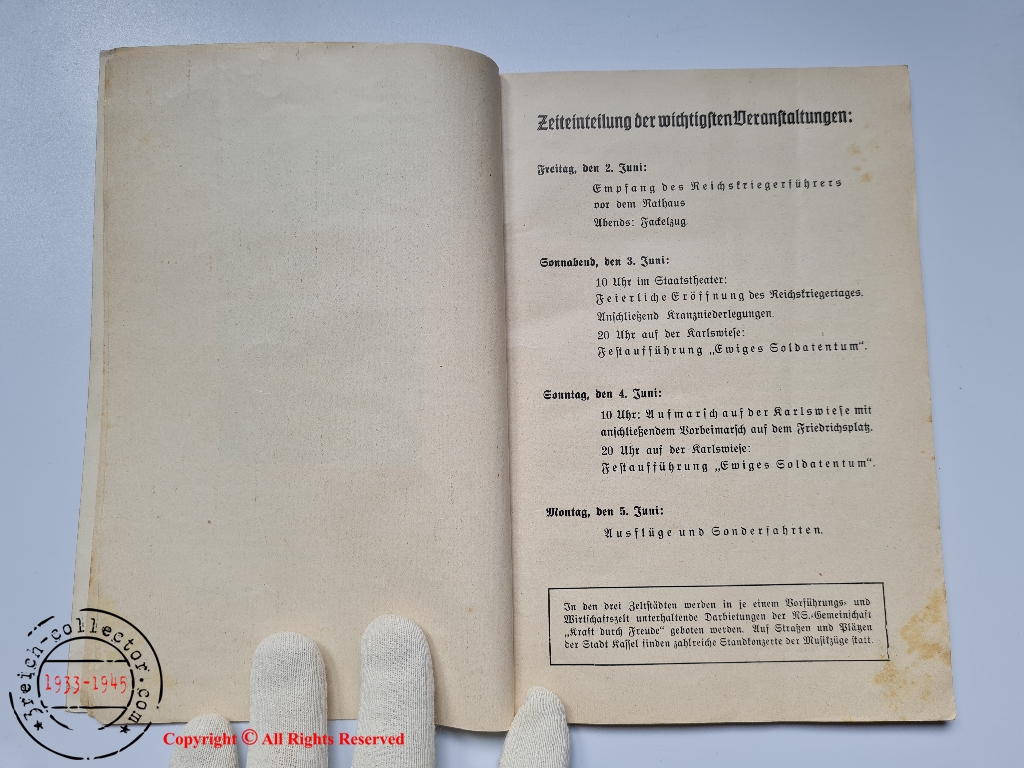 Zeiteinteilung der wichtigsten Veranstaltungen:
Freitag, den 2. Juni:
Empfang des Reichskriegerführers
vor dem Rathaus
Abends: Fackelzug
Sonnabend, den 3. Juni:
10 Uhr im Staatstheater:
Feierliche Eröffnung des Reichskriegertages.
Anschließend Kranzniederlegungen.
20 Uhr auf der Karlswiese:
Festaufführung „Ewiges Soldatentum“.
Sonntag, den 4. Juni:
10 Uhr: Aufmarsch auf der Karlswiese mit
anschließendem Vorbeimarsch auf dem Friedrichsplatz.
20 Uhr auf der Karlswiese:
Festaufführung „Ewiges Soldatentum“.
Montag, den 5. Juni:
Ausflüge und Sonderfahrten.
In den drei Zeltstädten werden in je einem Vorführungs- und
Wirtschaftszelt unterhaltende Darbietungen der NS.-Gemeinschaft
„Kraft durch Freude“ geboten werden. Auf Straßen und Plätzen
der Stadt Kassel finden zahlreiche Standkonzerte der Musikzüge statt.
3reich-collector.com
1933-1945
Copyright © All Rights Reserved